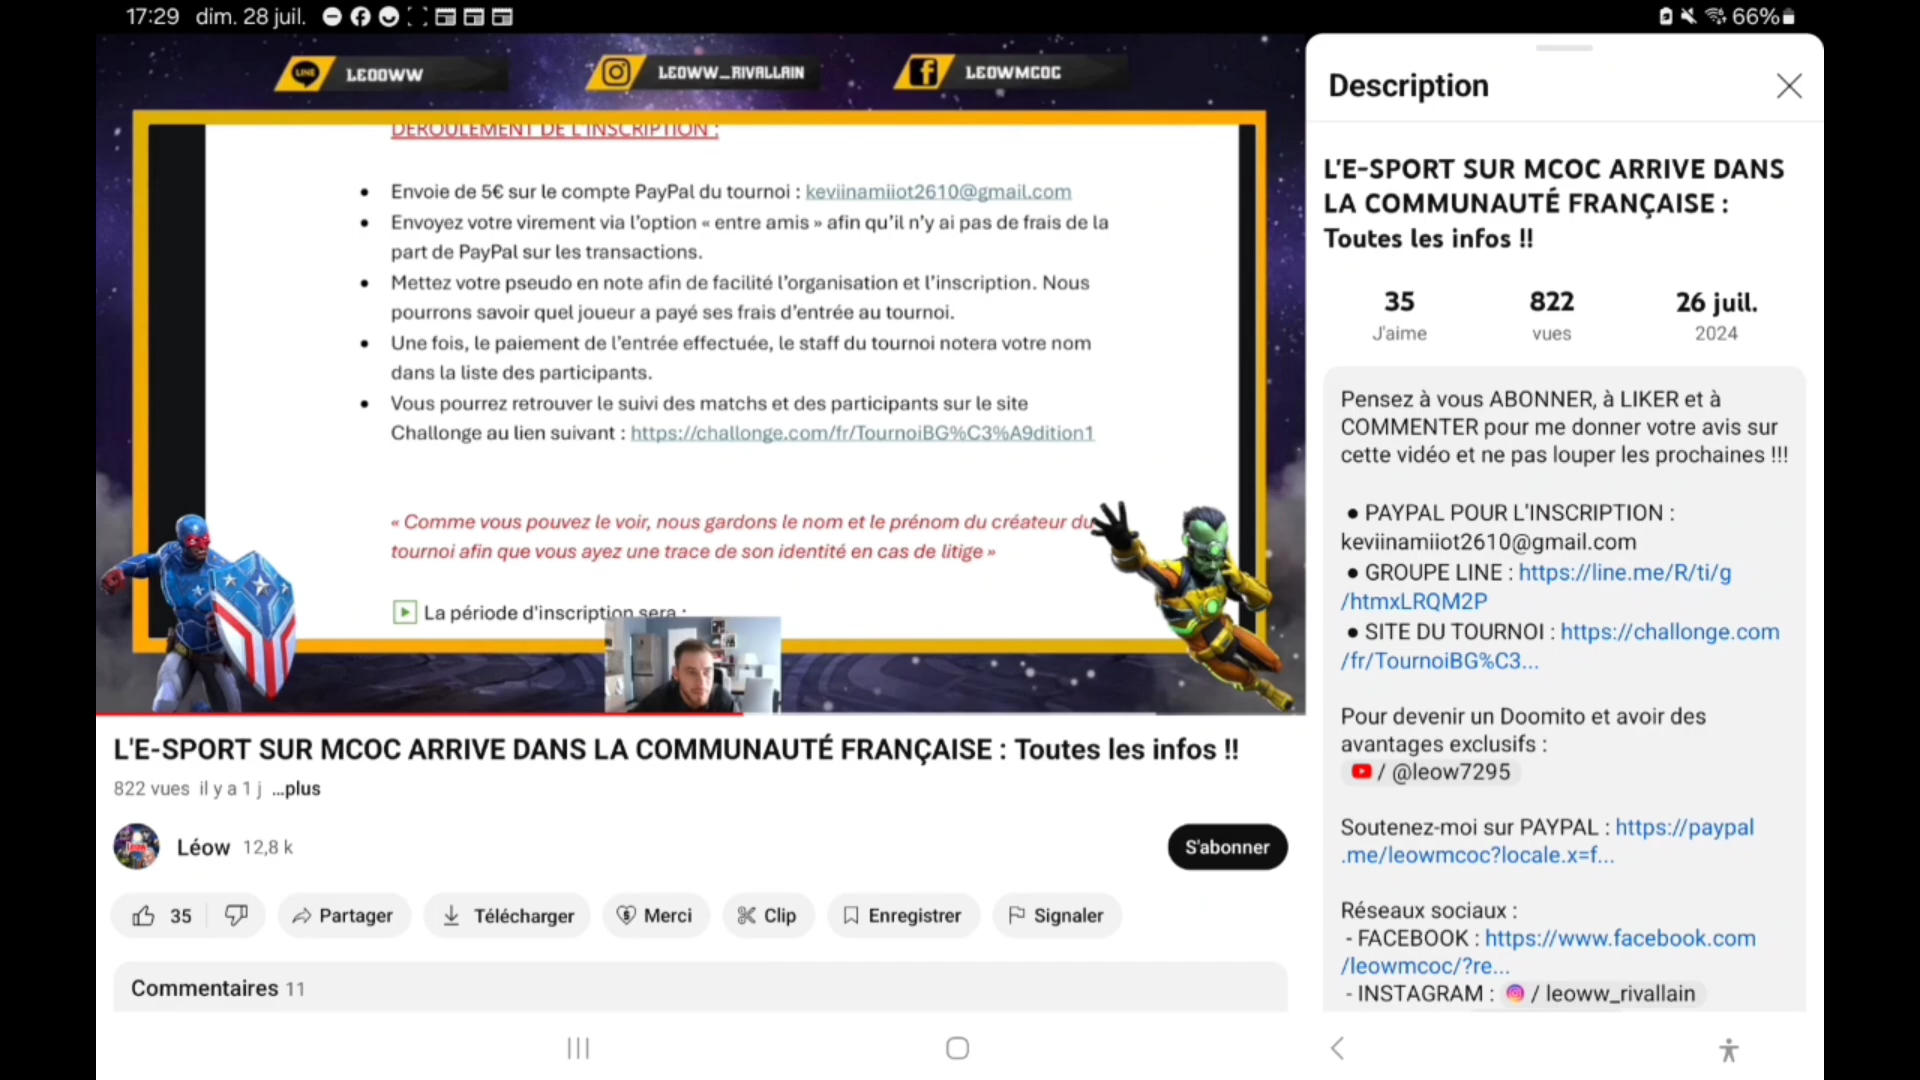 17:29 dim. 28 juil.
66%
LINE LEOOWW
LEOWW_RIVALLAIN
LEOWMCOC
DEROULEMENT DE L'INSCRIPTION :
• Envoie de 5€ sur le compte PayPal du tournoi : keviinamiiot2610@gmail.com
• Envoyez votre virement via l'option « entre amis » afin qu'il n'y ai pas de frais de la
part de PayPal sur les transactions.
• Mettez votre pseudo en note afin de facilité l'organisation et l'inscription. Nous
pourrons savoir quel joueur a payé ses frais d'entrée au tournoi.
• Une fois, le paiement de l'entrée effectuée, le staff du tournoi notera votre nom
dans la liste des participants.
• Vous pourrez retrouver le suivi des matchs et des participants sur le site
Challonge au lien suivant : https://challonge.com/fr/TournoiBG%C3%A9dition1
« Comme vous pouvez le voir, nous gardons le nom et le prénom du créateur du
tournoi afin que vous ayez une trace de son identité en cas de litige »
La période d'inscription sera :
L'E-SPORT SUR MCOC ARRIVE DANS LA COMMUNAUTÉ FRANÇAISE : Toutes les infos !!
822 vues il y a 1 j ...plus
Léow 12,8 k
S'abonner
35
Partager
Télécharger
Merci
Clip
Enregistrer
Signaler
Commentaires 11
Description
L'E-SPORT SUR MCOC ARRIVE DANS
LA COMMUNAUTÉ FRANÇAISE :
Toutes les infos !!
35 822 26 juil.
J'aime vues 2024
Pensez à vous ABONNER, à LIKER et à
COMMENTER pour me donner votre avis sur
cette vidéo et ne pas louper les prochaines !!!
● PAYPAL POUR L'INSCRIPTION :
keviinamiiot2610@gmail.com
● GROUPE LINE : https://line.me/R/ti/g
/htmxLRQM2P
● SITE DU TOURNOI : https://challonge.com
/fr/TournoiBG%C3...
Pour devenir un Doomito et avoir des
avantages exclusifs :
/ @leow7295
Soutenez-moi sur PAYPAL : https://paypal
.me/leowmcoc?locale.x=f...
Réseaux sociaux :
- FACEBOOK : https://www.facebook.com
/leowmcoc/?re...
- INSTAGRAM : / leoww_rivallain